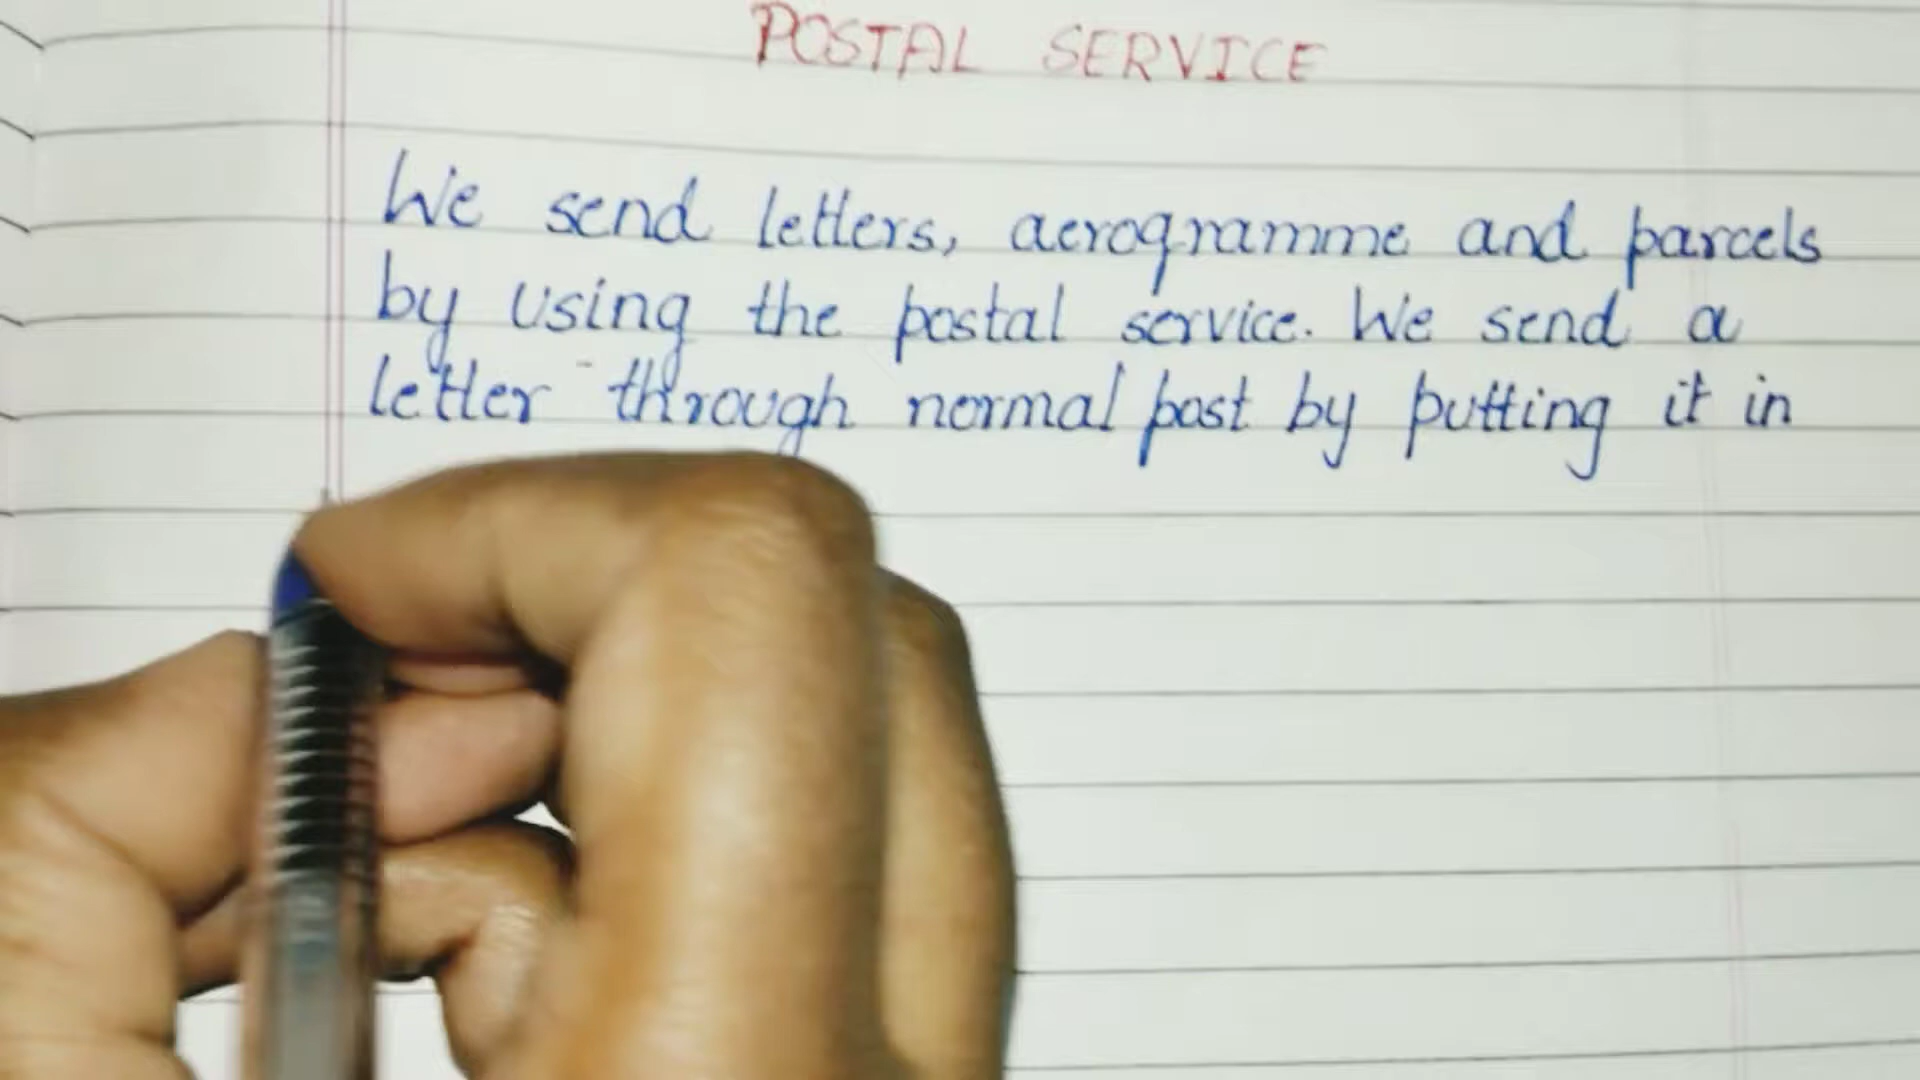 POSTAL SERVICE
We send letters, aerogramme and parcels
by using the postal service. We send a
letter through normal post by putting it in